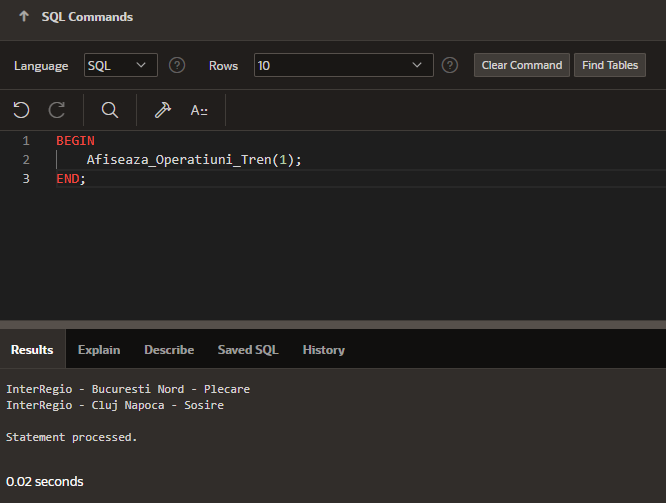 SQL Commands
Language SQL Rows 10 Clear Command Find Tables
A::
1 BEGIN
2 Afiseaza_Operatiuni_Tren(1);
3 END;
Results Explain Describe Saved SQL History
InterRegio - Bucuresti Nord - Plecare
InterRegio - Cluj Napoca - Sosire
Statement processed.
0.02 seconds